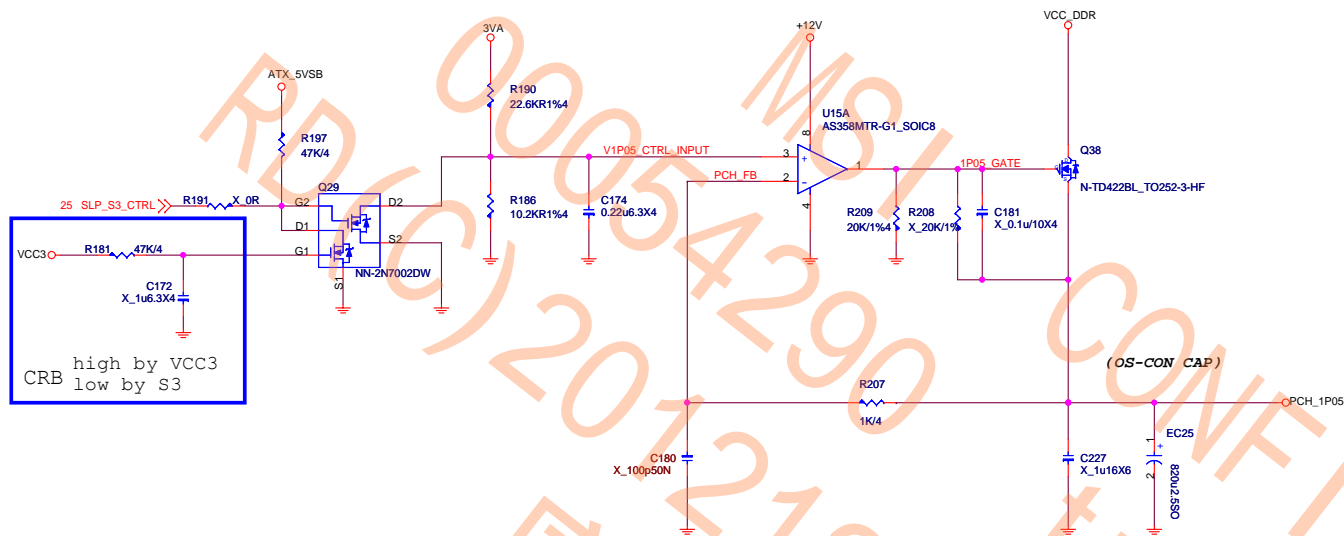 VCC_DDR
3VA
+12V
ATX_5VSB
R190
22.6KR1%4
U15A
AS358MTR-G1_SOIC8
R197
47K/4
8
V1P05_CTRL_INPUT
3
+
Q38
1
1P05_GATE
PCH_FB
2
-
N-TD422BL_TO252-3-HF
Q29
25 SLP_S3_CTRL
R191
X_0R
G2
D2
R186
10.2KR1%4
C174
0.22u6.3X4
4
R209
20K/1%4
R208
X_20K/1%
C181
X_0.1u/10X4
D1
S2
VCC3
R181
47K/4
G1
NN-2N7002DW
S1
C172
X_1u6.3X4
CRB
high by VCC3
low by S3
(OS-CON CAP)
R207
1K/4
PCH_1P05
C180
X_100p50N
C227
X_1u16X6
1
+
EC25
2
820u2.5SO
MSI CONFI
00054290
RD(C)2012